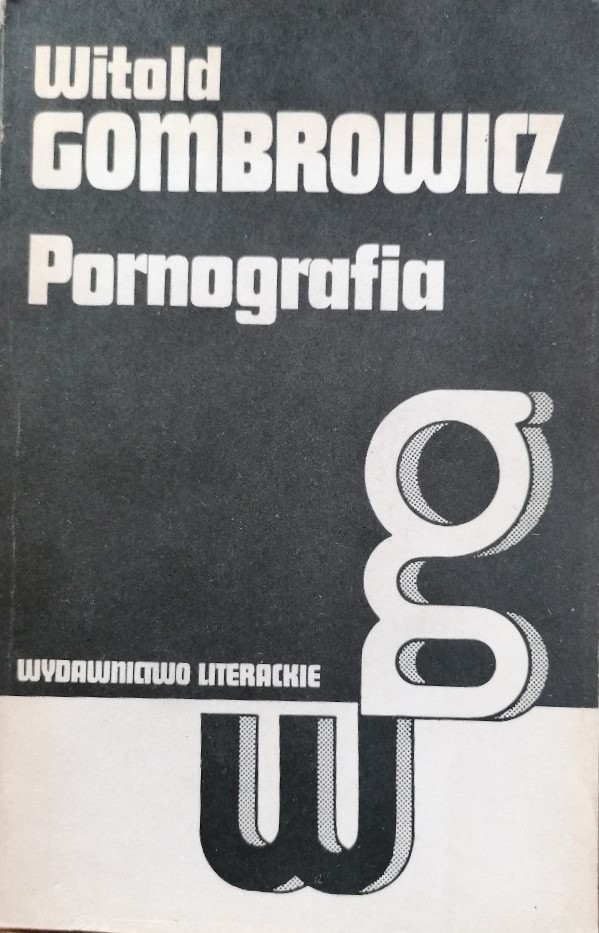 Witold
GOMBROWICZ
Pornografia
g
WYDAWNICTWO LITERACKIE
w